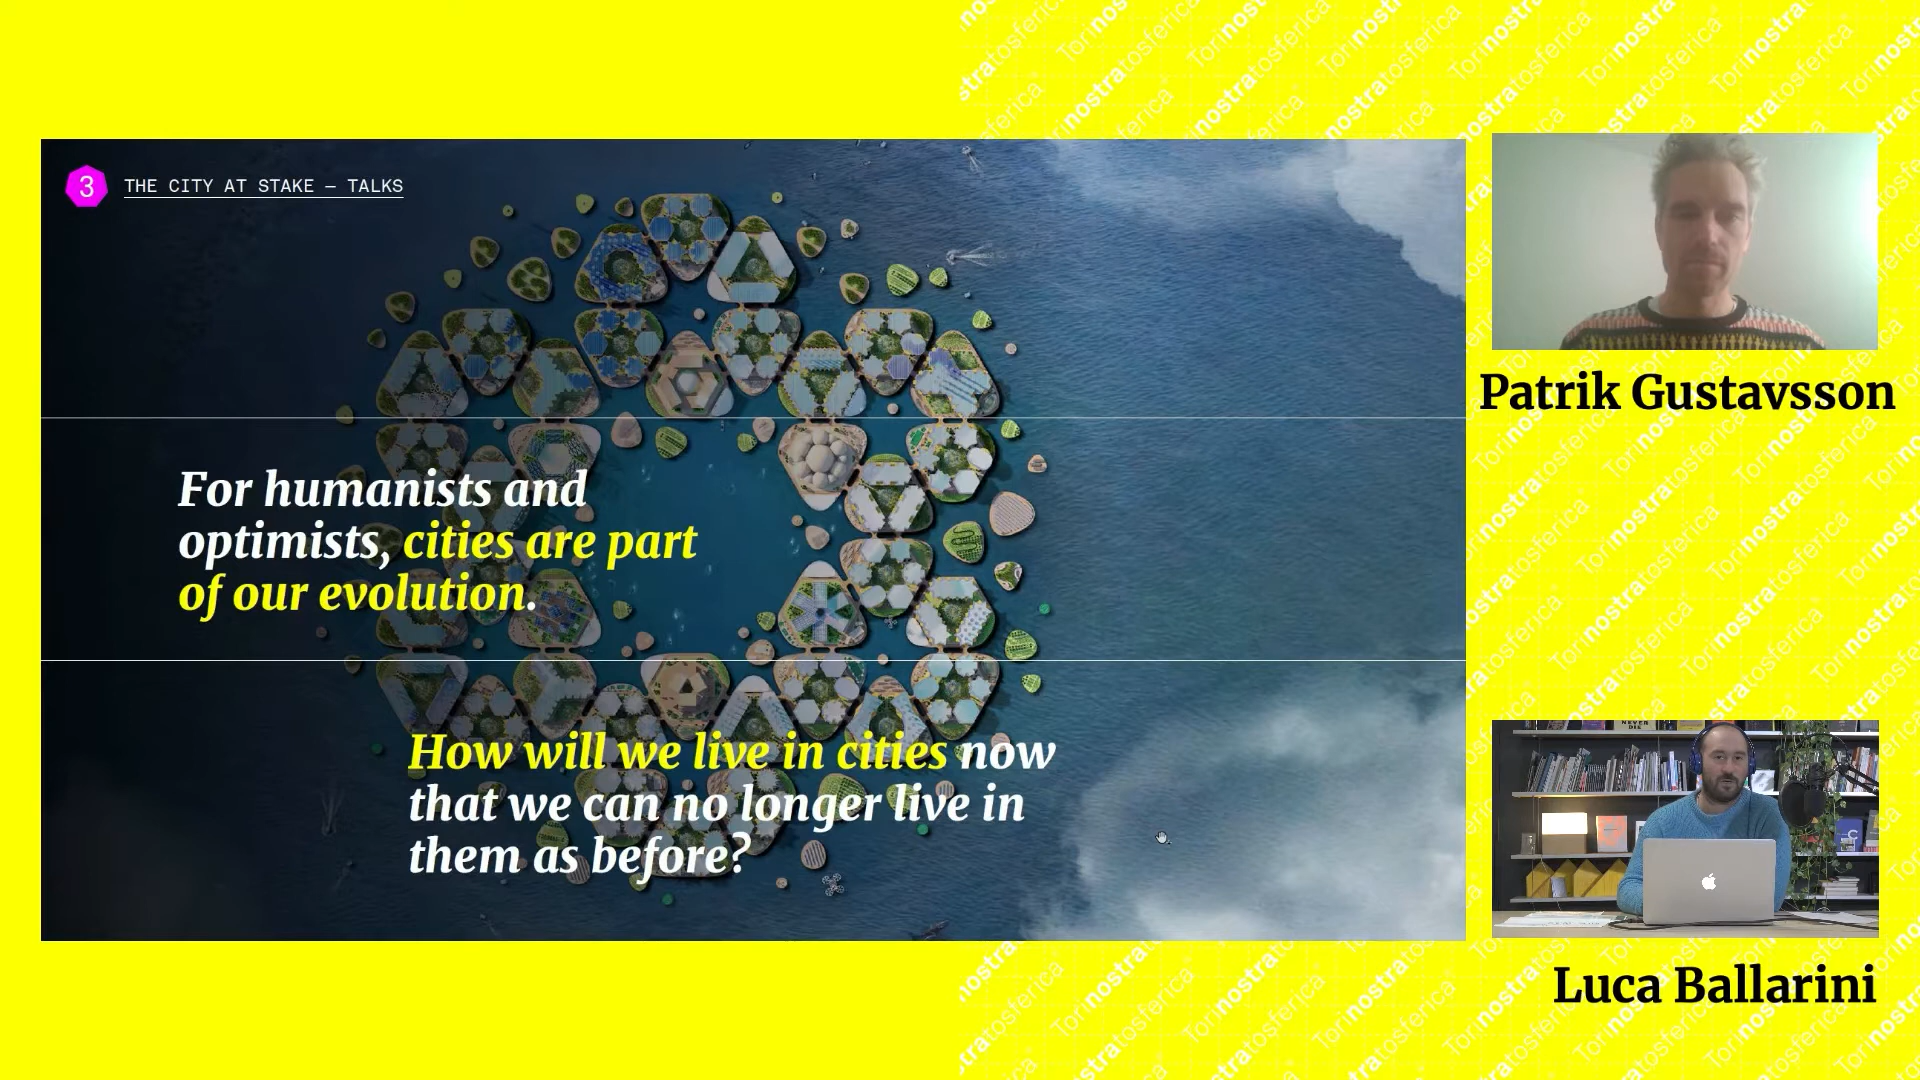 3 THE CITY AT STAKE – TALKS
For humanists and
optimists, cities are part
of our evolution.
How will we live in cities now
that we can no longer live in
them as before?
Patrik Gustavsson
Luca Ballarini
Torinostratosferica